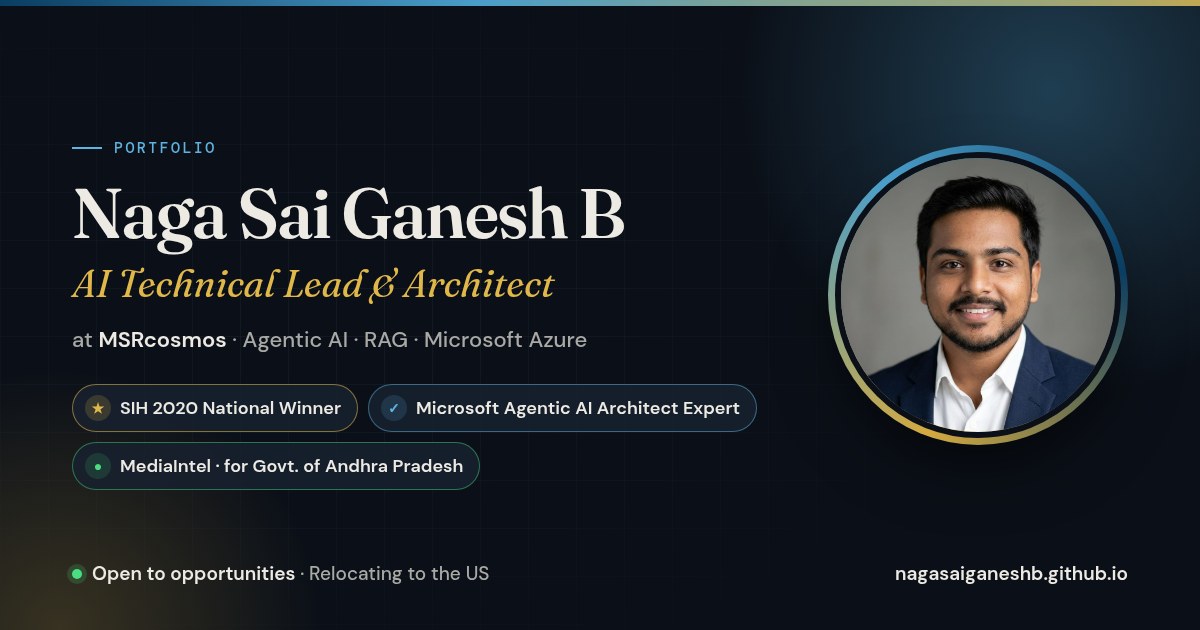 PORTFOLIO
Naga Sai Ganesh B
AI Technical Lead & Architect
at MSRcosmos · Agentic AI · RAG · Microsoft Azure
★ SIH 2020 National Winner
✓ Microsoft Agentic AI Architect Expert
MediaIntel · for Govt. of Andhra Pradesh
Open to opportunities · Relocating to the US
nagasaiganeshb.github.io